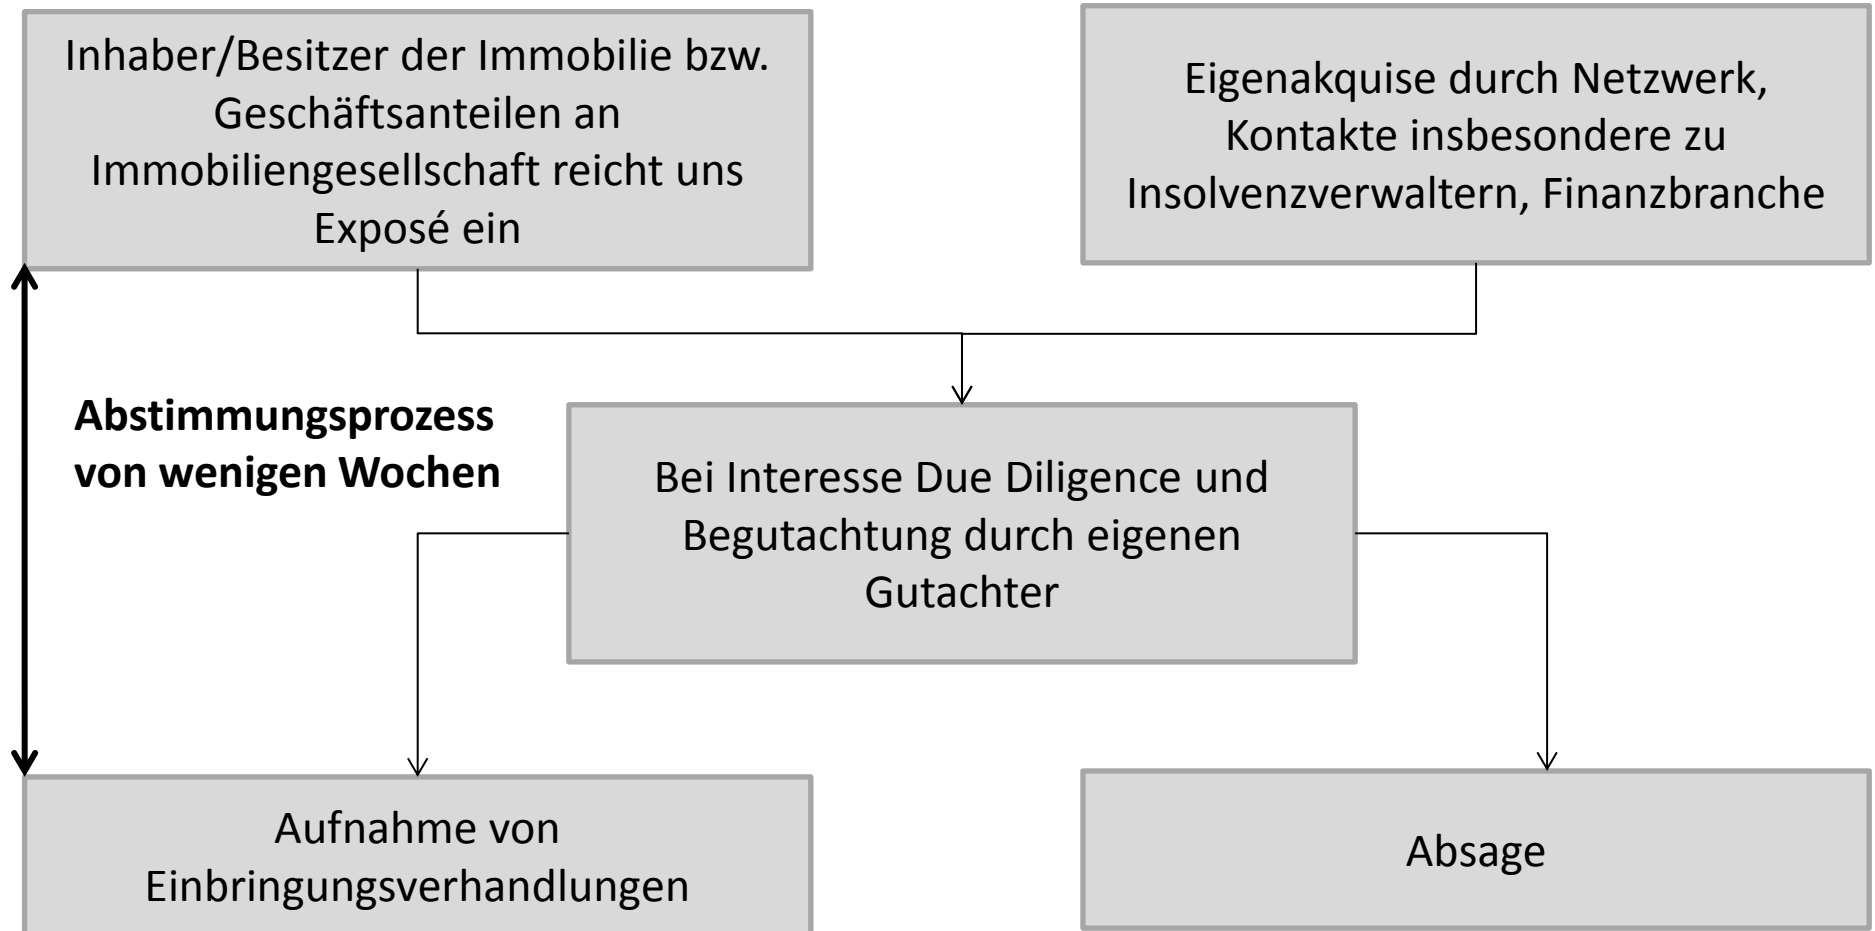 Inhaber/Besitzer der Immobilie bzw.
Geschäftsanteilen an
Immobiliengesellschaft reicht uns
Exposé ein
Eigenakquise durch Netzwerk,
Kontakte insbesondere zu
Insolvenzverwaltern, Finanzbranche
Abstimmungsprozess
von wenigen Wochen
Bei Interesse Due Diligence und
Begutachtung durch eigenen
Gutachter
Aufnahme von
Einbringungsverhandlungen
Absage